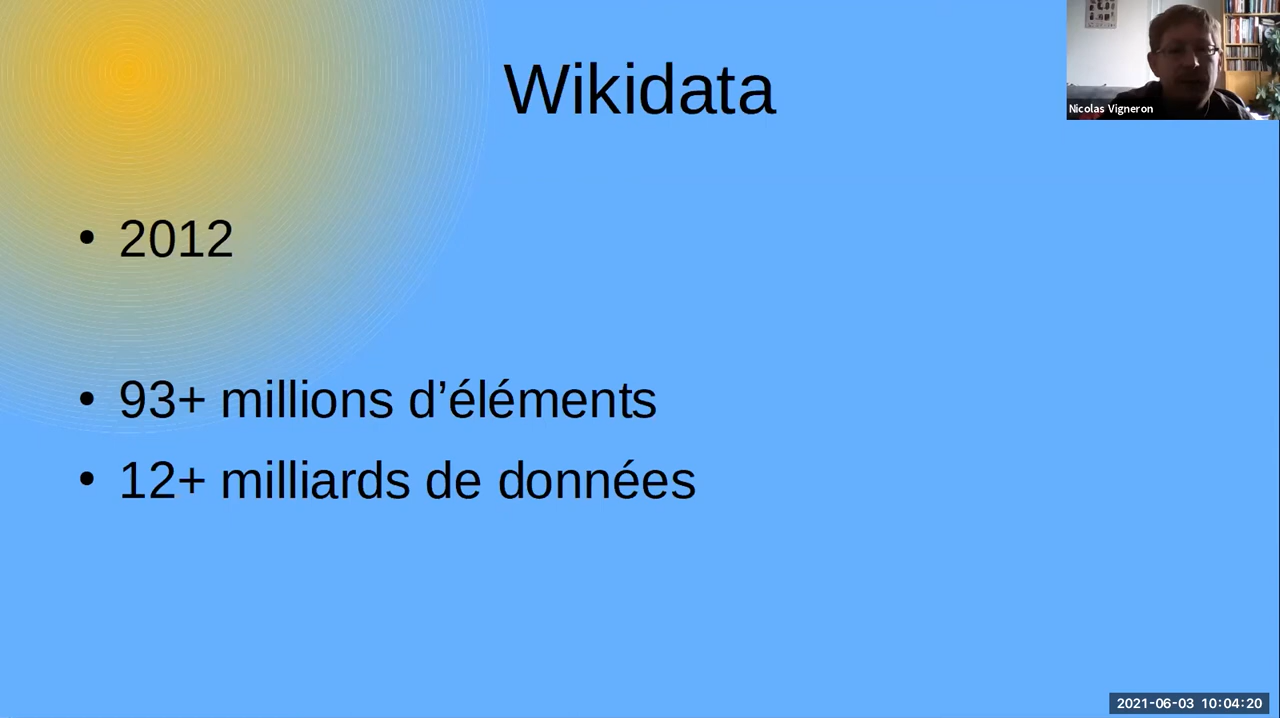 Wikidata
Nicolas Vigneron
• 2012
• 93+ millions d’éléments
• 12+ milliards de données
2021-06-03 10:04:20